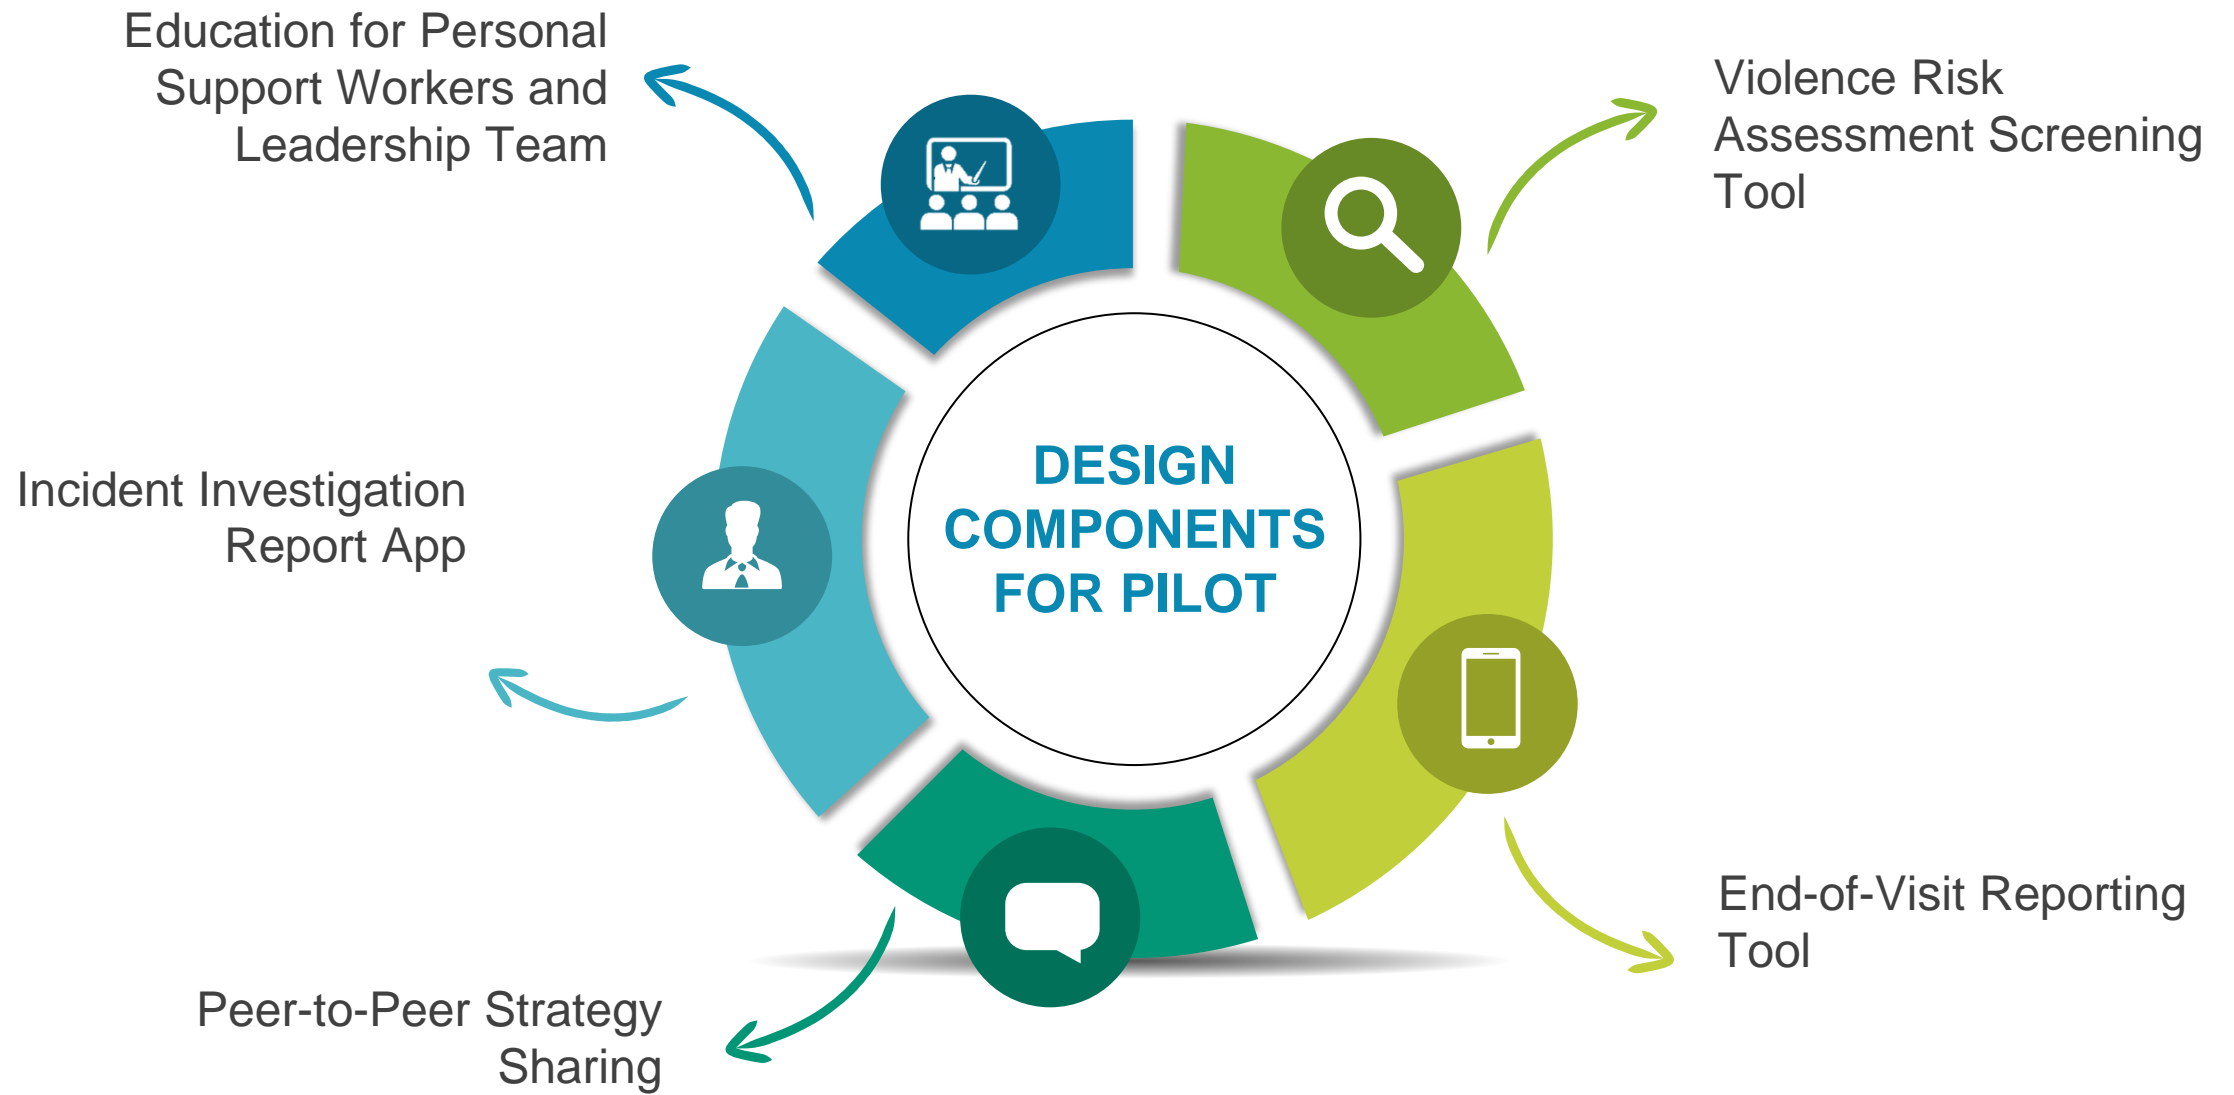 Education for Personal
Support Workers and
Leadership Team
Violence Risk
Assessment Screening
Tool
DESIGN
COMPONENTS
FOR PILOT
Incident Investigation
Report App
End-of-Visit Reporting
Tool
Peer-to-Peer Strategy
Sharing